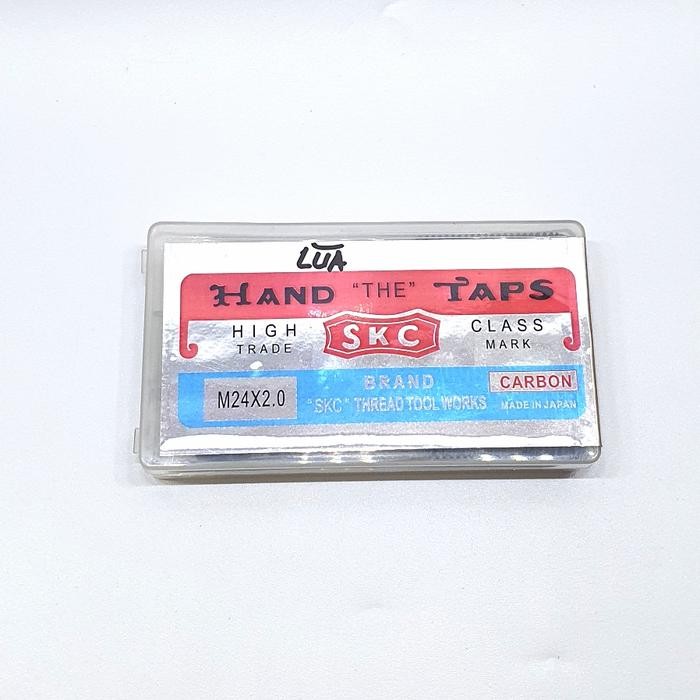 LUA
HAND "THE" TAPS
HIGH TRADE
SKC
CLASS MARK
BRAND
CARBON
M24X2.0
"SKC" THREAD TOOL WORKS
MADE IN JAPAN